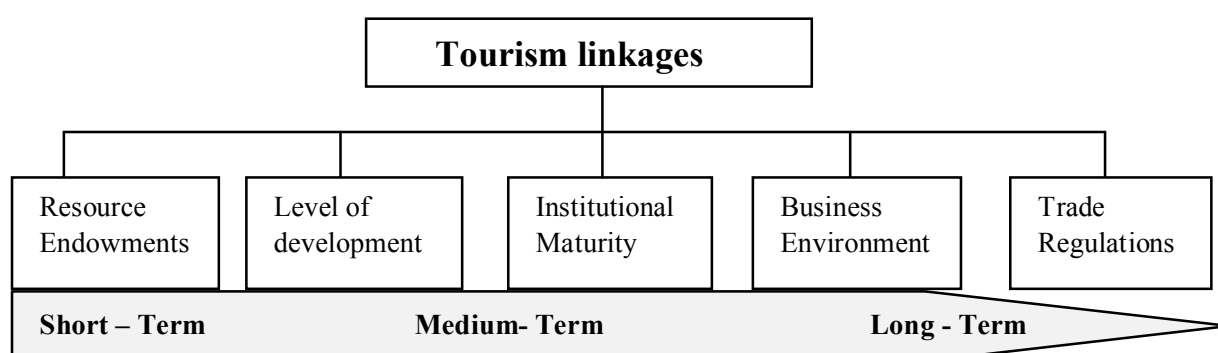 Tourism linkages
Resource
Endowments
Level of
development
Institutional
Maturity
Business
Environment
Trade
Regulations
Short – Term Medium- Term Long - Term